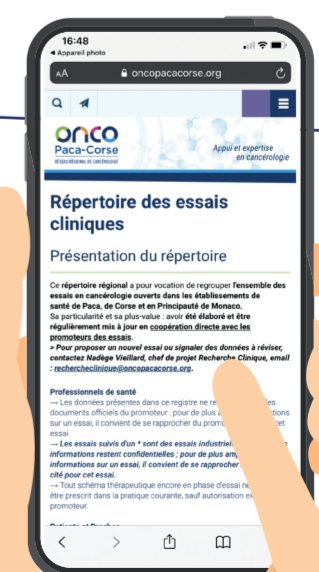 16:48
◀ Appareil photo
AA oncopacacorse.org
onco
Paca-Corse
RÉSEAU RÉGIONAL DE CANCÉROLOGIE
Appui et expertise
en cancérologie
Répertoire des essais
cliniques
Présentation du répertoire
Ce répertoire régional a pour vocation de regrouper l'ensemble des
essais en cancérologie ouverts dans les établissements de
santé de Paca, de Corse et en Principauté de Monaco.
Sa particularité et sa plus-value : avoir été élaboré et être
régulièrement mis à jour en coopération directe avec les
promoteurs des essais.
> Pour proposer un nouvel essai ou signaler des données à réviser,
contactez Nadège Vieillard, chef de projet Recherche Clinique, email
: rechercheclinique@oncopacacorse.org.
Professionnels de santé
→ Les données présentes dans ce registre ne les
documents officiels du promoteur ; pour de plus
sur un essai, il convient de se rapprocher du cet
essai.
→ Les essais suivis d'un * sont des essais
informations restent confidentielles ; pour de plus
informations sur un essai, il convient de se rapprocher
cité pour cet essai.
→ Tout schéma thérapeutique encore en phase d'essai
être prescrit dans la pratique courante, sauf autorisation
promoteur.